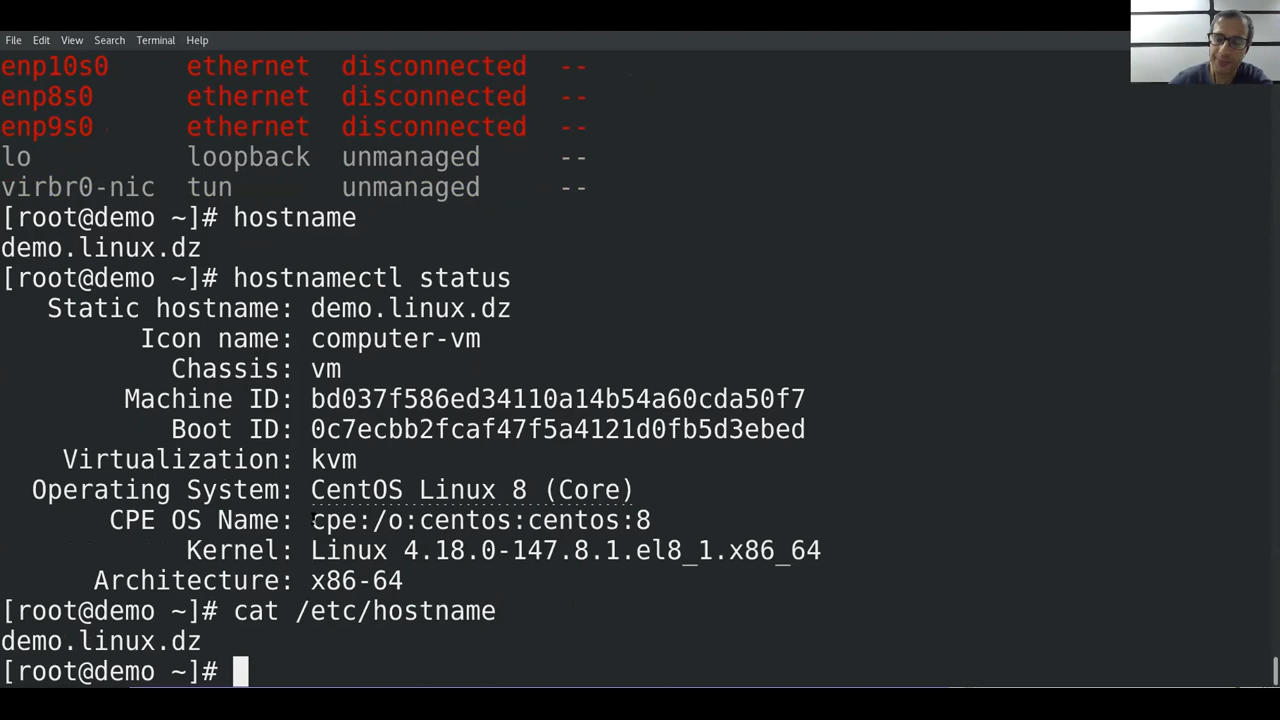 File Edit View Search Terminal Help
enp10s0 ethernet disconnected --
enp8s0 ethernet disconnected --
enp9s0 ethernet disconnected --
lo loopback unmanaged --
virbr0-nic tun unmanaged --
[root@demo ~]# hostname
demo.linux.dz
[root@demo ~]# hostnamectl status
Static hostname: demo.linux.dz
Icon name: computer-vm
Chassis: vm
Machine ID: bd037f586ed34110a14b54a60cda50f7
Boot ID: 0c7ecbb2fcaf47f5a4121d0fb5d3ebed
Virtualization: kvm
Operating System: CentOS Linux 8 (Core)
CPE OS Name: cpe:/o:centos:centos:8
Kernel: Linux 4.18.0-147.8.1.el8_1.x86_64
Architecture: x86-64
[root@demo ~]# cat /etc/hostname
demo.linux.dz
[root@demo ~]#